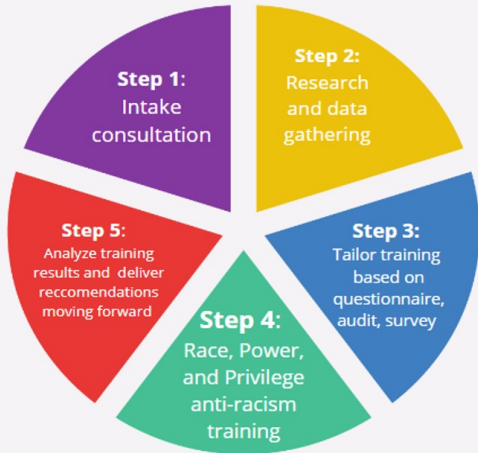 Step 1:
Intake
consultation
Step 2:
Research
and data
gathering
Step 3:
Tailor training
based on
questionnaire,
audit, survey
Step 4:
Race, Power,
and Privilege
anti-racism
training
Step 5:
Analyze training
results and deliver
reccomendations
moving forward